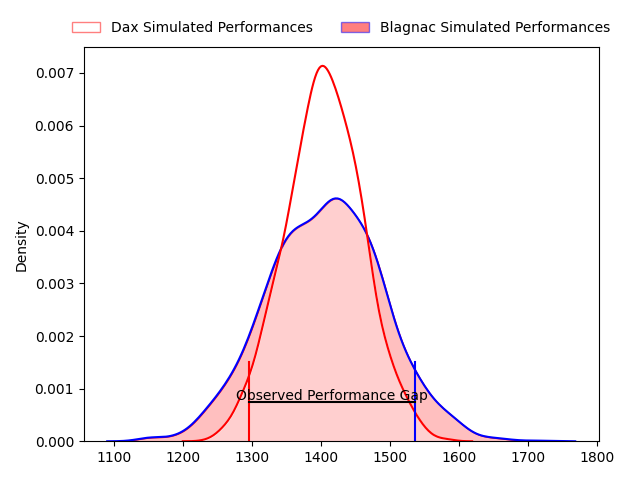 Dax Simulated Performances
Blagnac Simulated Performances
0.007
0.006
0.005
0.004
0.003
0.002
0.001
0.000
Density
Observed Performance Gap
1100 1200 1300 1400 1500 1600 1700 1800